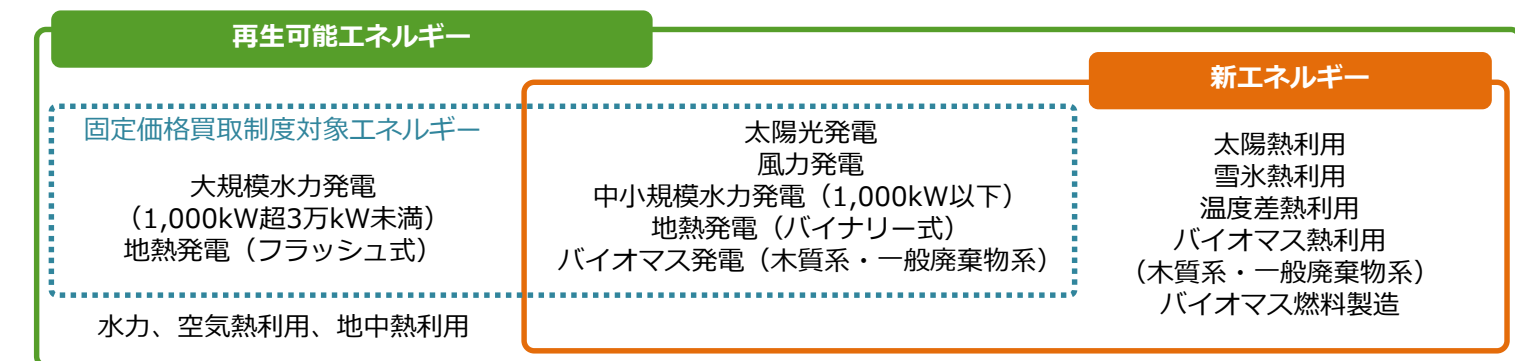 再生可能エネルギー
新エネルギー
固定価格買取制度対象エネルギー
大規模水力発電
（1,000kW超3万kW未満）
地熱発電（フラッシュ式）
太陽光発電
風力発電
中小規模水力発電（1,000kW以下）
地熱発電（バイナリー式）
バイオマス発電（木質系・一般廃棄物系）
太陽熱利用
雪氷熱利用
温度差熱利用
バイオマス熱利用
（木質系・一般廃棄物系）
バイオマス燃料製造
水力、空気熱利用、地中熱利用